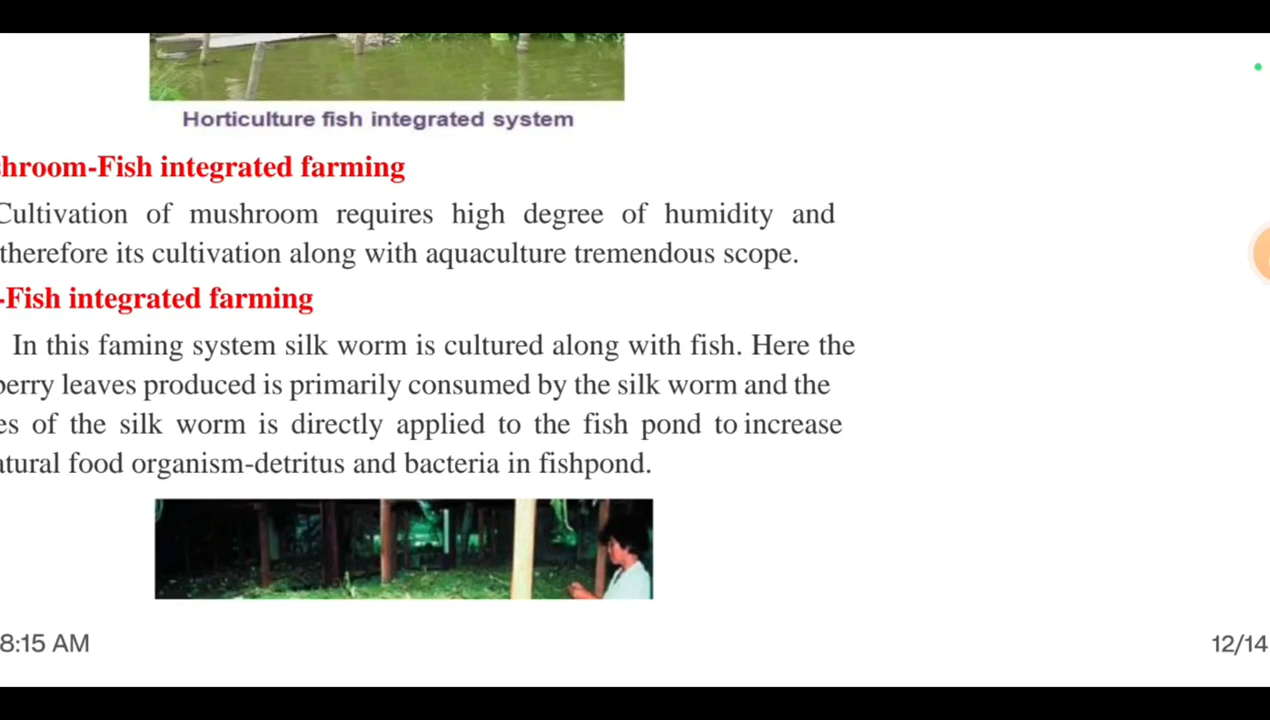 Horticulture fish integrated system
hroom-Fish integrated farming
Cultivation of mushroom requires high degree of humidity and
therefore its cultivation along with aquaculture tremendous scope.
-Fish integrated farming
In this faming system silk worm is cultured along with fish. Here the
berry leaves produced is primarily consumed by the silk worm and the
es of the silk worm is directly applied to the fish pond to increase
atural food organism-detritus and bacteria in fishpond.
8:15 AM
12/14